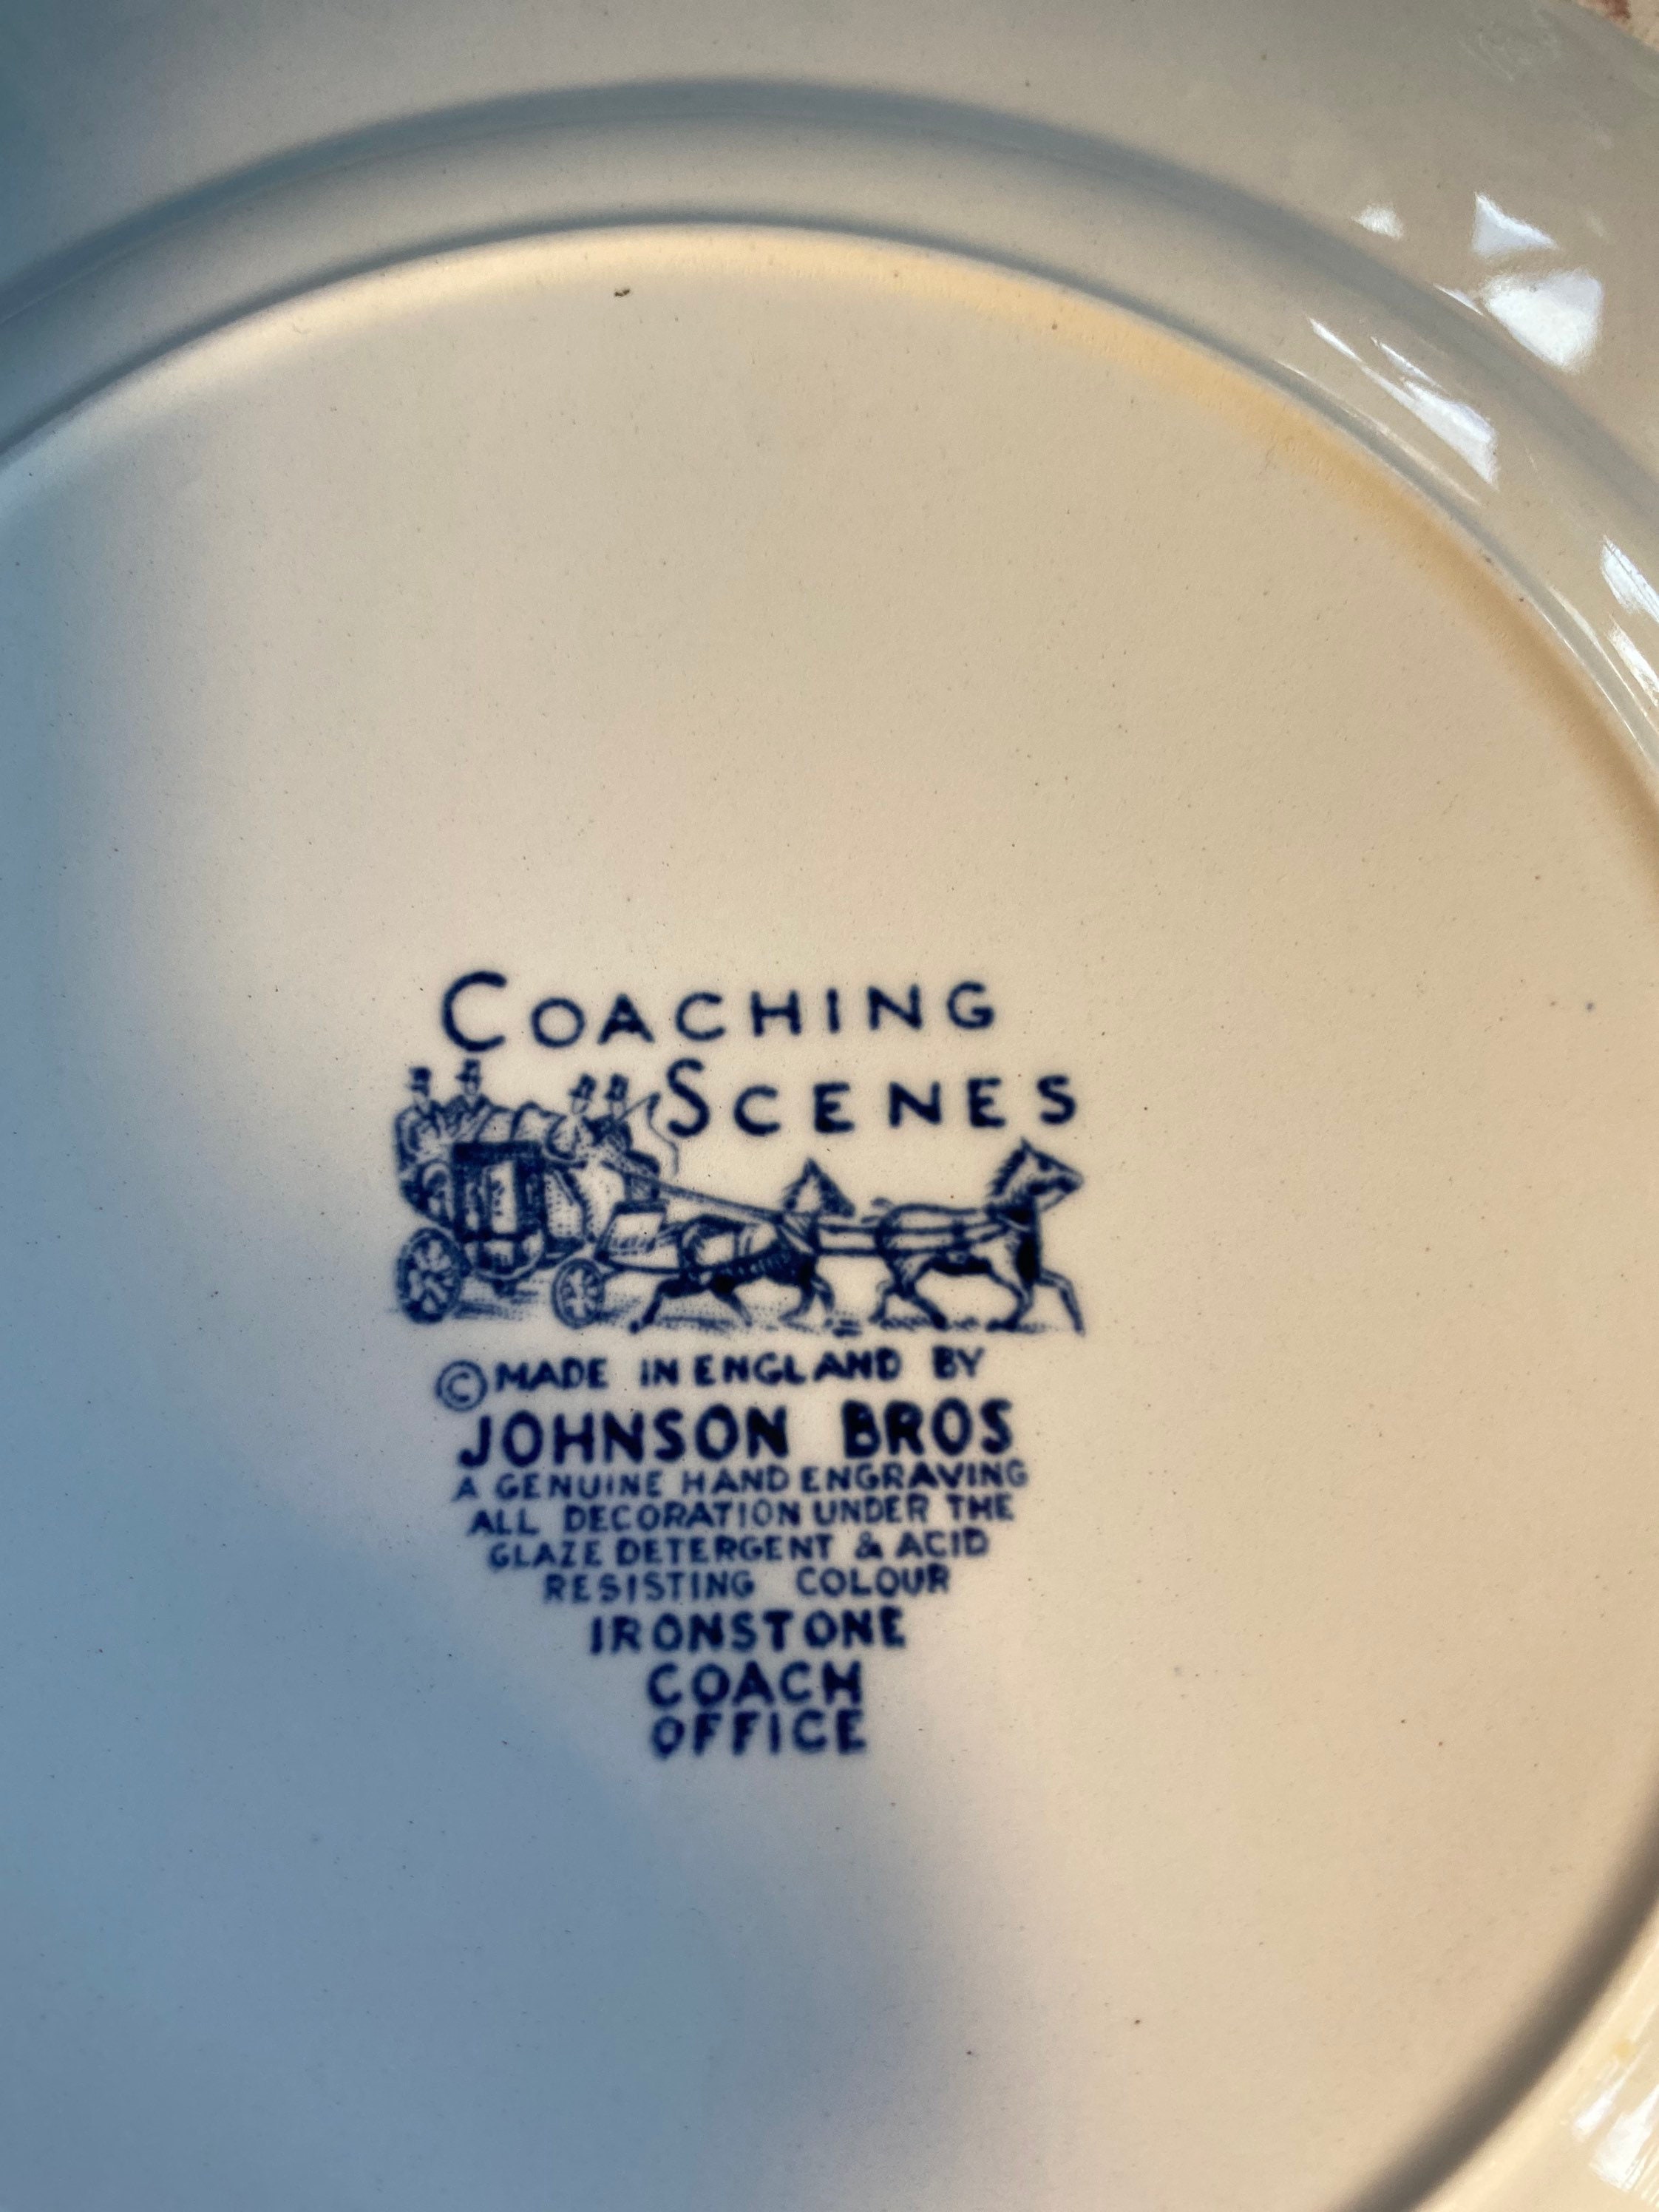 COACHING
SCENES
© MADE IN ENGLAND BY
JOHNSON BROS
A GENUINE HAND ENGRAVING
ALL DECORATION UNDER THE
GLAZE DETERGENT & ACID
RESISTING COLOUR
IRONSTONE
COACH
OFFICE